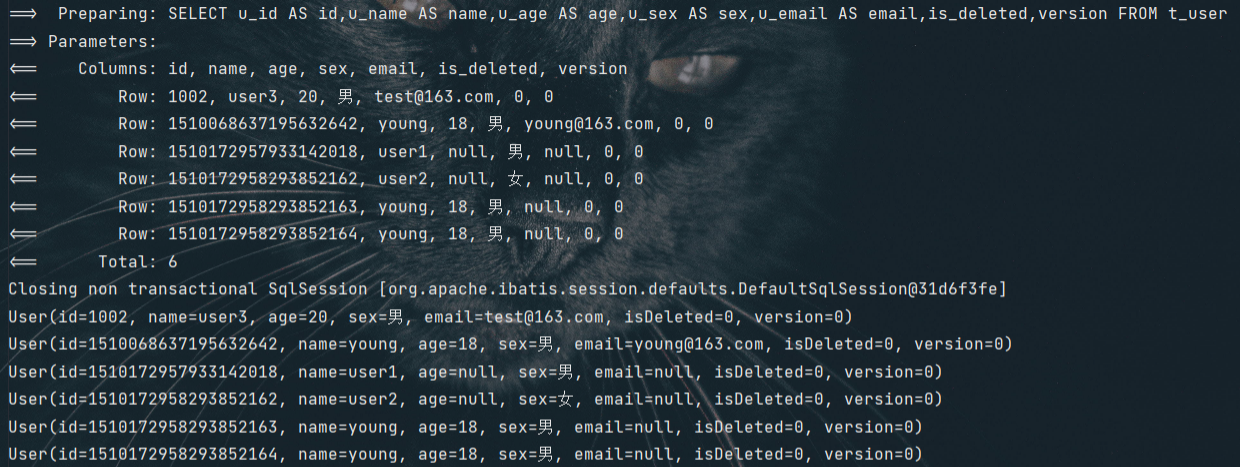 ==> Preparing: SELECT u_id AS id,u_name AS name,u_age AS age,u_sex AS sex,u_email AS email,is_deleted,version FROM t_user
==> Parameters:
<== Columns: id, name, age, sex, email, is_deleted, version
<== Row: 1002, user3, 20, 男, test@163.com, 0, 0
<== Row: 1510068637195632642, young, 18, 男, young@163.com, 0, 0
<== Row: 1510172957933142018, user1, null, 男, null, 0, 0
<== Row: 1510172958293852162, user2, null, 女, null, 0, 0
<== Row: 1510172958293852163, young, 18, 男, null, 0, 0
<== Row: 1510172958293852164, young, 18, 男, null, 0, 0
<== Total: 6
Closing non transactional SqlSession [org.apache.ibatis.session.defaults.DefaultSqlSession@31d6f3fe]
User(id=1002, name=user3, age=20, sex=男, email=test@163.com, isDeleted=0, version=0)
User(id=1510068637195632642, name=young, age=18, sex=男, email=young@163.com, isDeleted=0, version=0)
User(id=1510172957933142018, name=user1, age=null, sex=男, email=null, isDeleted=0, version=0)
User(id=1510172958293852162, name=user2, age=null, sex=女, email=null, isDeleted=0, version=0)
User(id=1510172958293852163, name=young, age=18, sex=男, email=null, isDeleted=0, version=0)
User(id=1510172958293852164, name=young, age=18, sex=男, email=null, isDeleted=0, version=0)